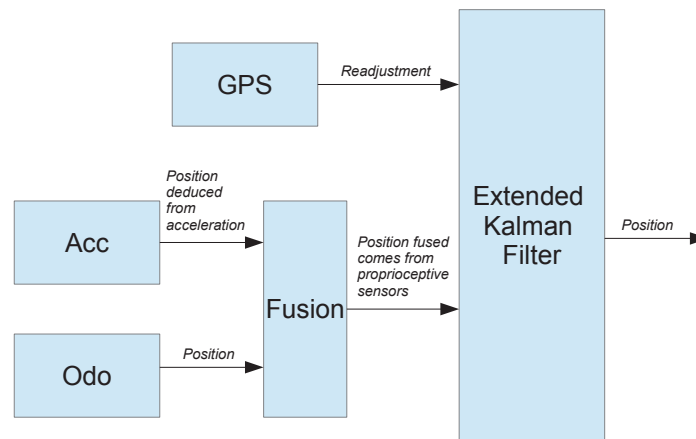 GPS
Readjustment
Position
deduced
from
acceleration
Acc
Extended
Kalman
Filter
Position
Position fused
comes from
proprioceptive
sensors
Fusion
Position
Odo